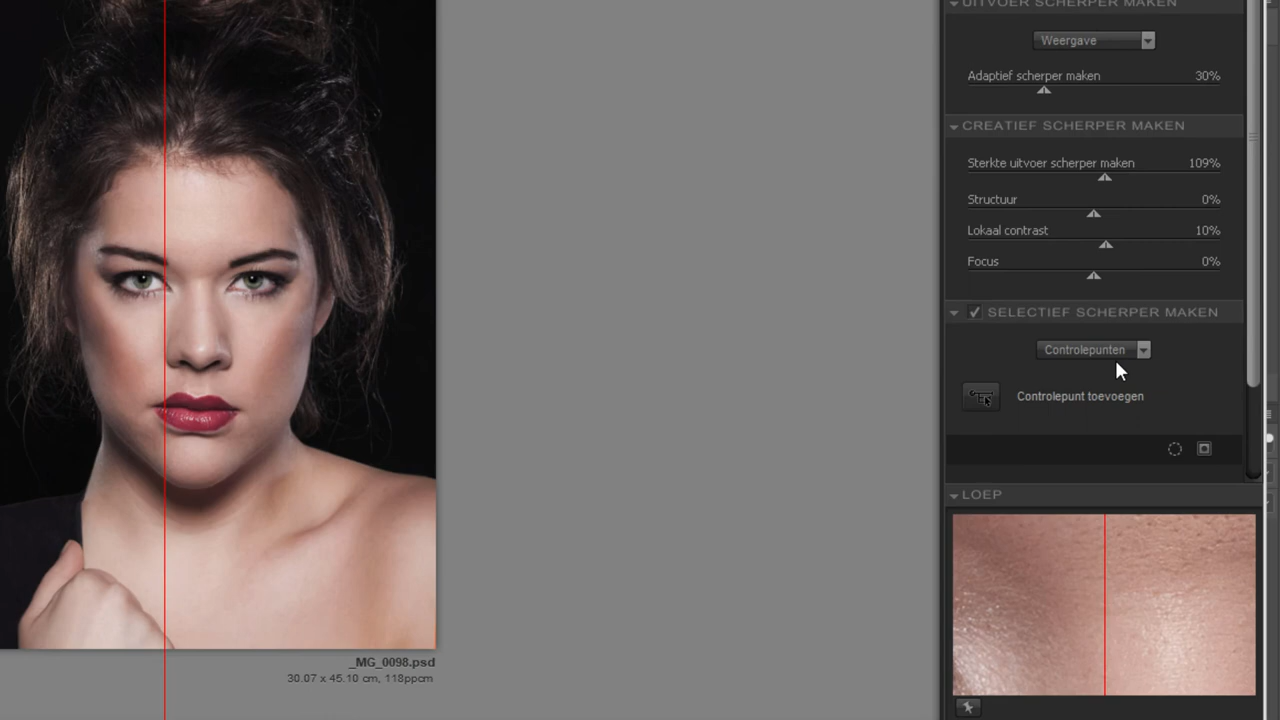 UITVOER SCHERPER MAKEN
Weergave
Adaptief scherper maken 30%
CREATIEF SCHERPER MAKEN
Sterkte uitvoer scherper maken 109%
Structuur 0%
Lokaal contrast 10%
Focus 0%
SELECTIEF SCHERPER MAKEN
Controlepunten
Controlepunt toevoegen
LOEP
_MG_0098.psd
30.07 x 45.10 cm, 118ppcm